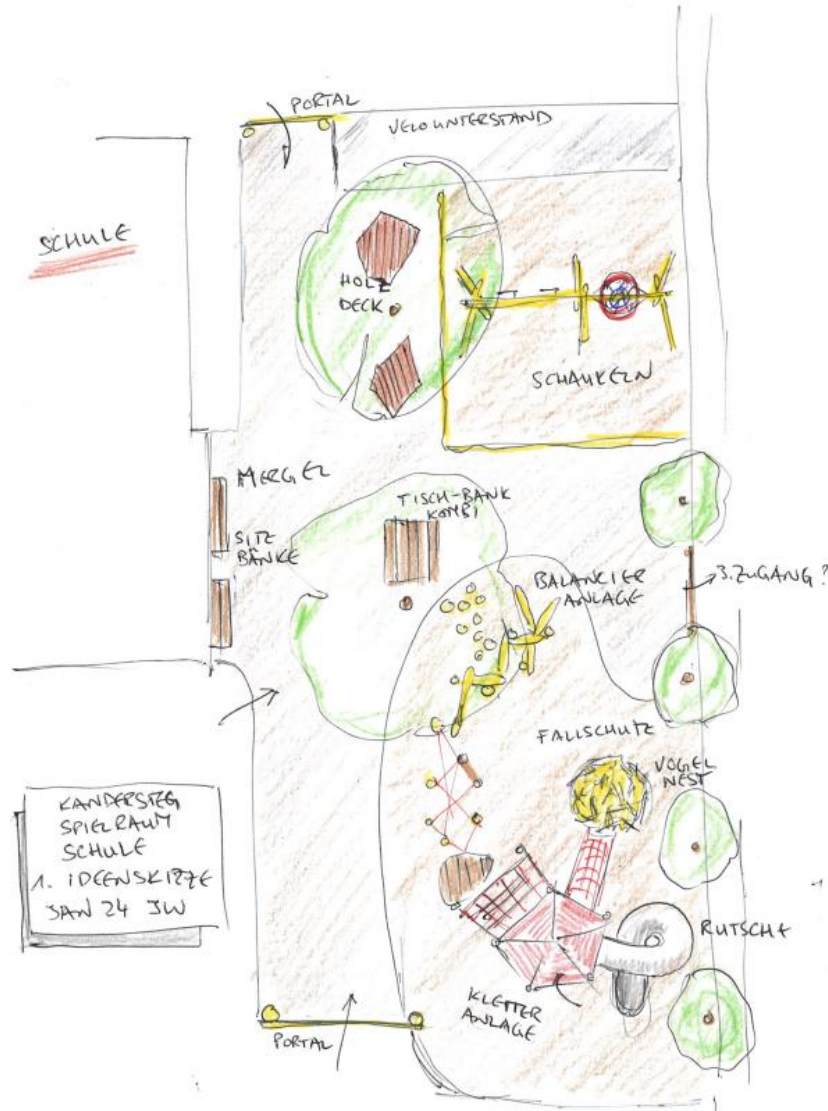 PORTAL
VELOUNTERSTAND
SCHULE
HOLZ
DECK
SCHAUKELN
MERGEL
TISCH-BANK
KOMBI
SITZ
BÄNKE
BALANCIER
ANLAGE
3. ZUGANG?
FALLSCHUTZ
VOGEL
NEST
KANDERSTEG
SPIELRAUM
SCHULE
1. IDEENSKIZZE
JAN 24 JW
RUTSCHE
KLETTER
ANLAGE
PORTAL